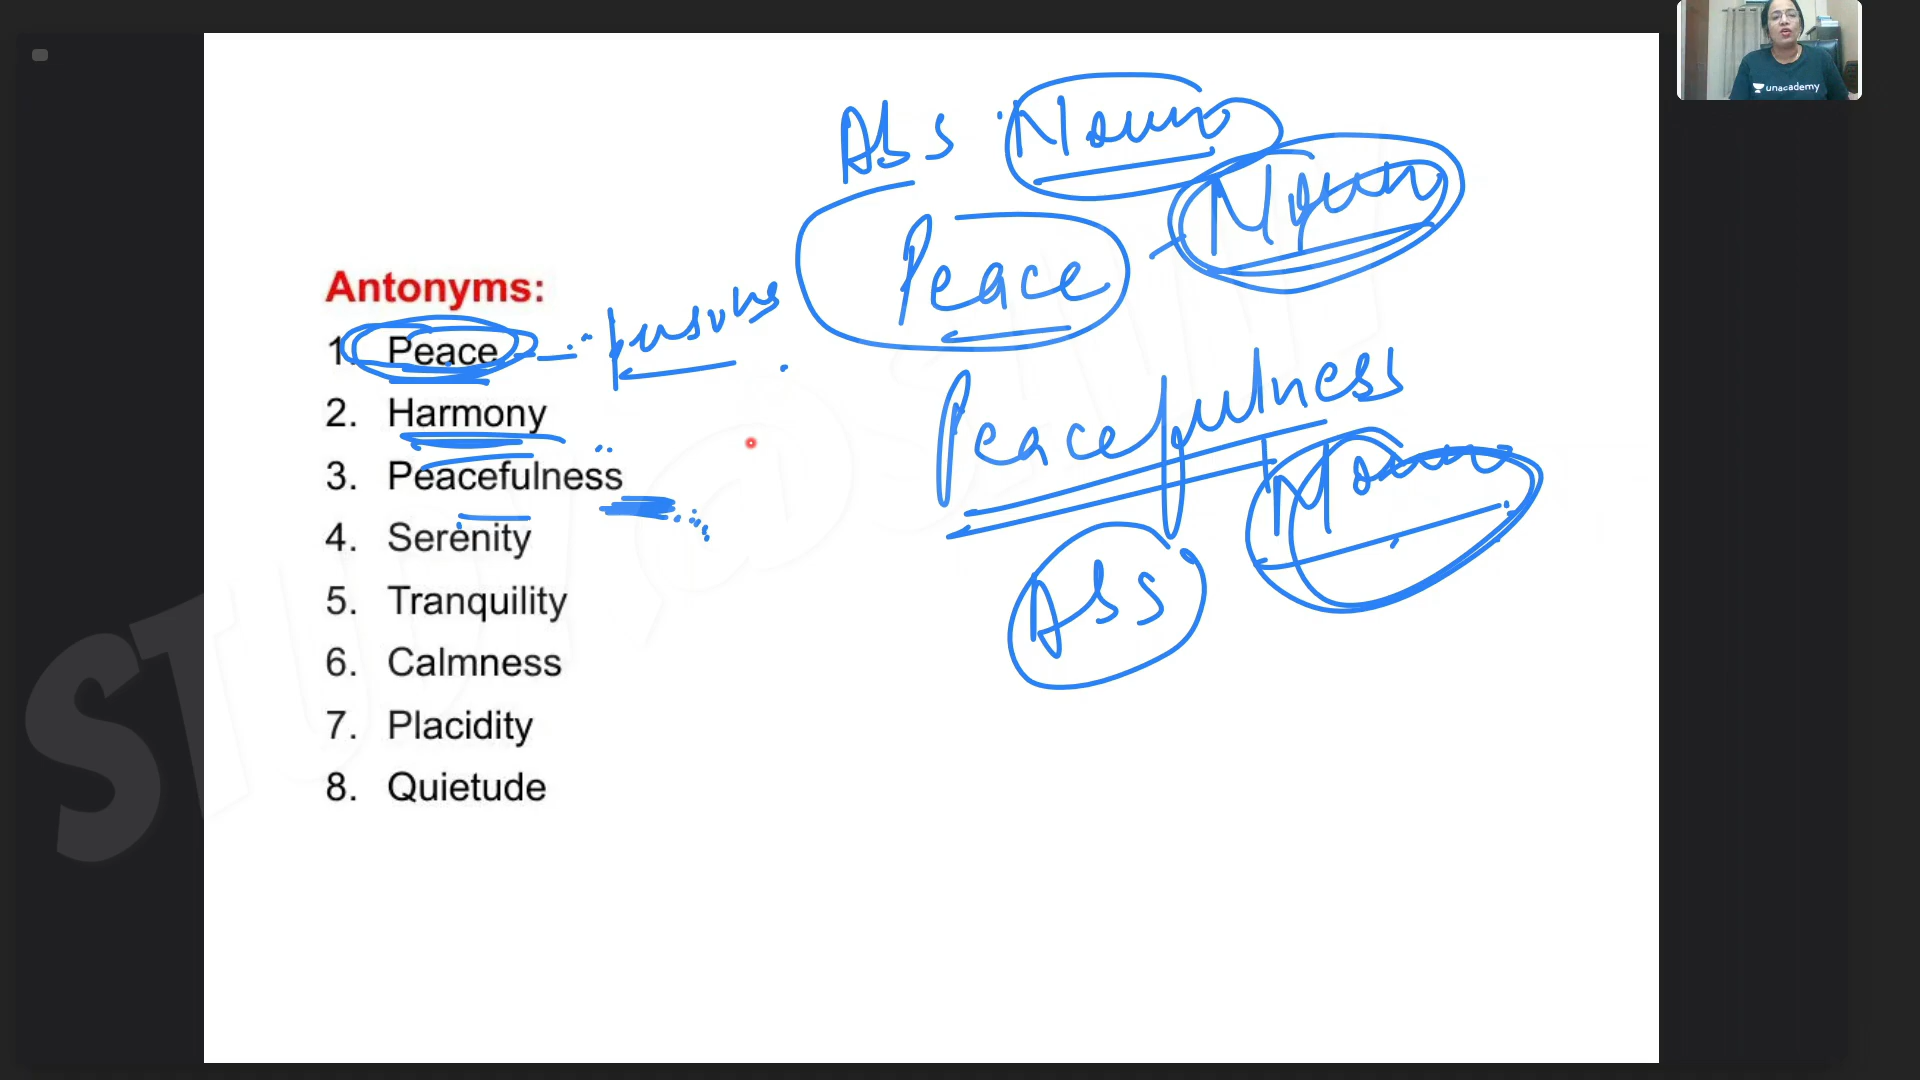 unacademy
Abs Noun
Peace - Noun
Antonyms:
1. Peace - persons
2. Harmony
Peacefulness
3. Peacefulness
Noun
4. Serenity
Abs
5. Tranquility
6. Calmness
7. Placidity
8. Quietude